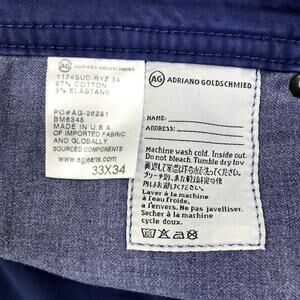 AG
1174SUD-RYZ 34
97% COTTON
3% ELASTANE
PO#AG-26281
BM6346
MADE IN U.S.A.
OF IMPORTED FABRIC
AND GLOBALLY
SOURCED COMPONENTS
www.agjeans.com
33X34
AG ADRIANO GOLDSCHMIED
NAME:
ADDRESS:
Machine wash cold. Inside out.
Do not bleach. Tumble dry low
Laver à la machine
à l'eau froide,
a l'envers. Ne pas javelliser.
Secher à la machine
cycle doux.